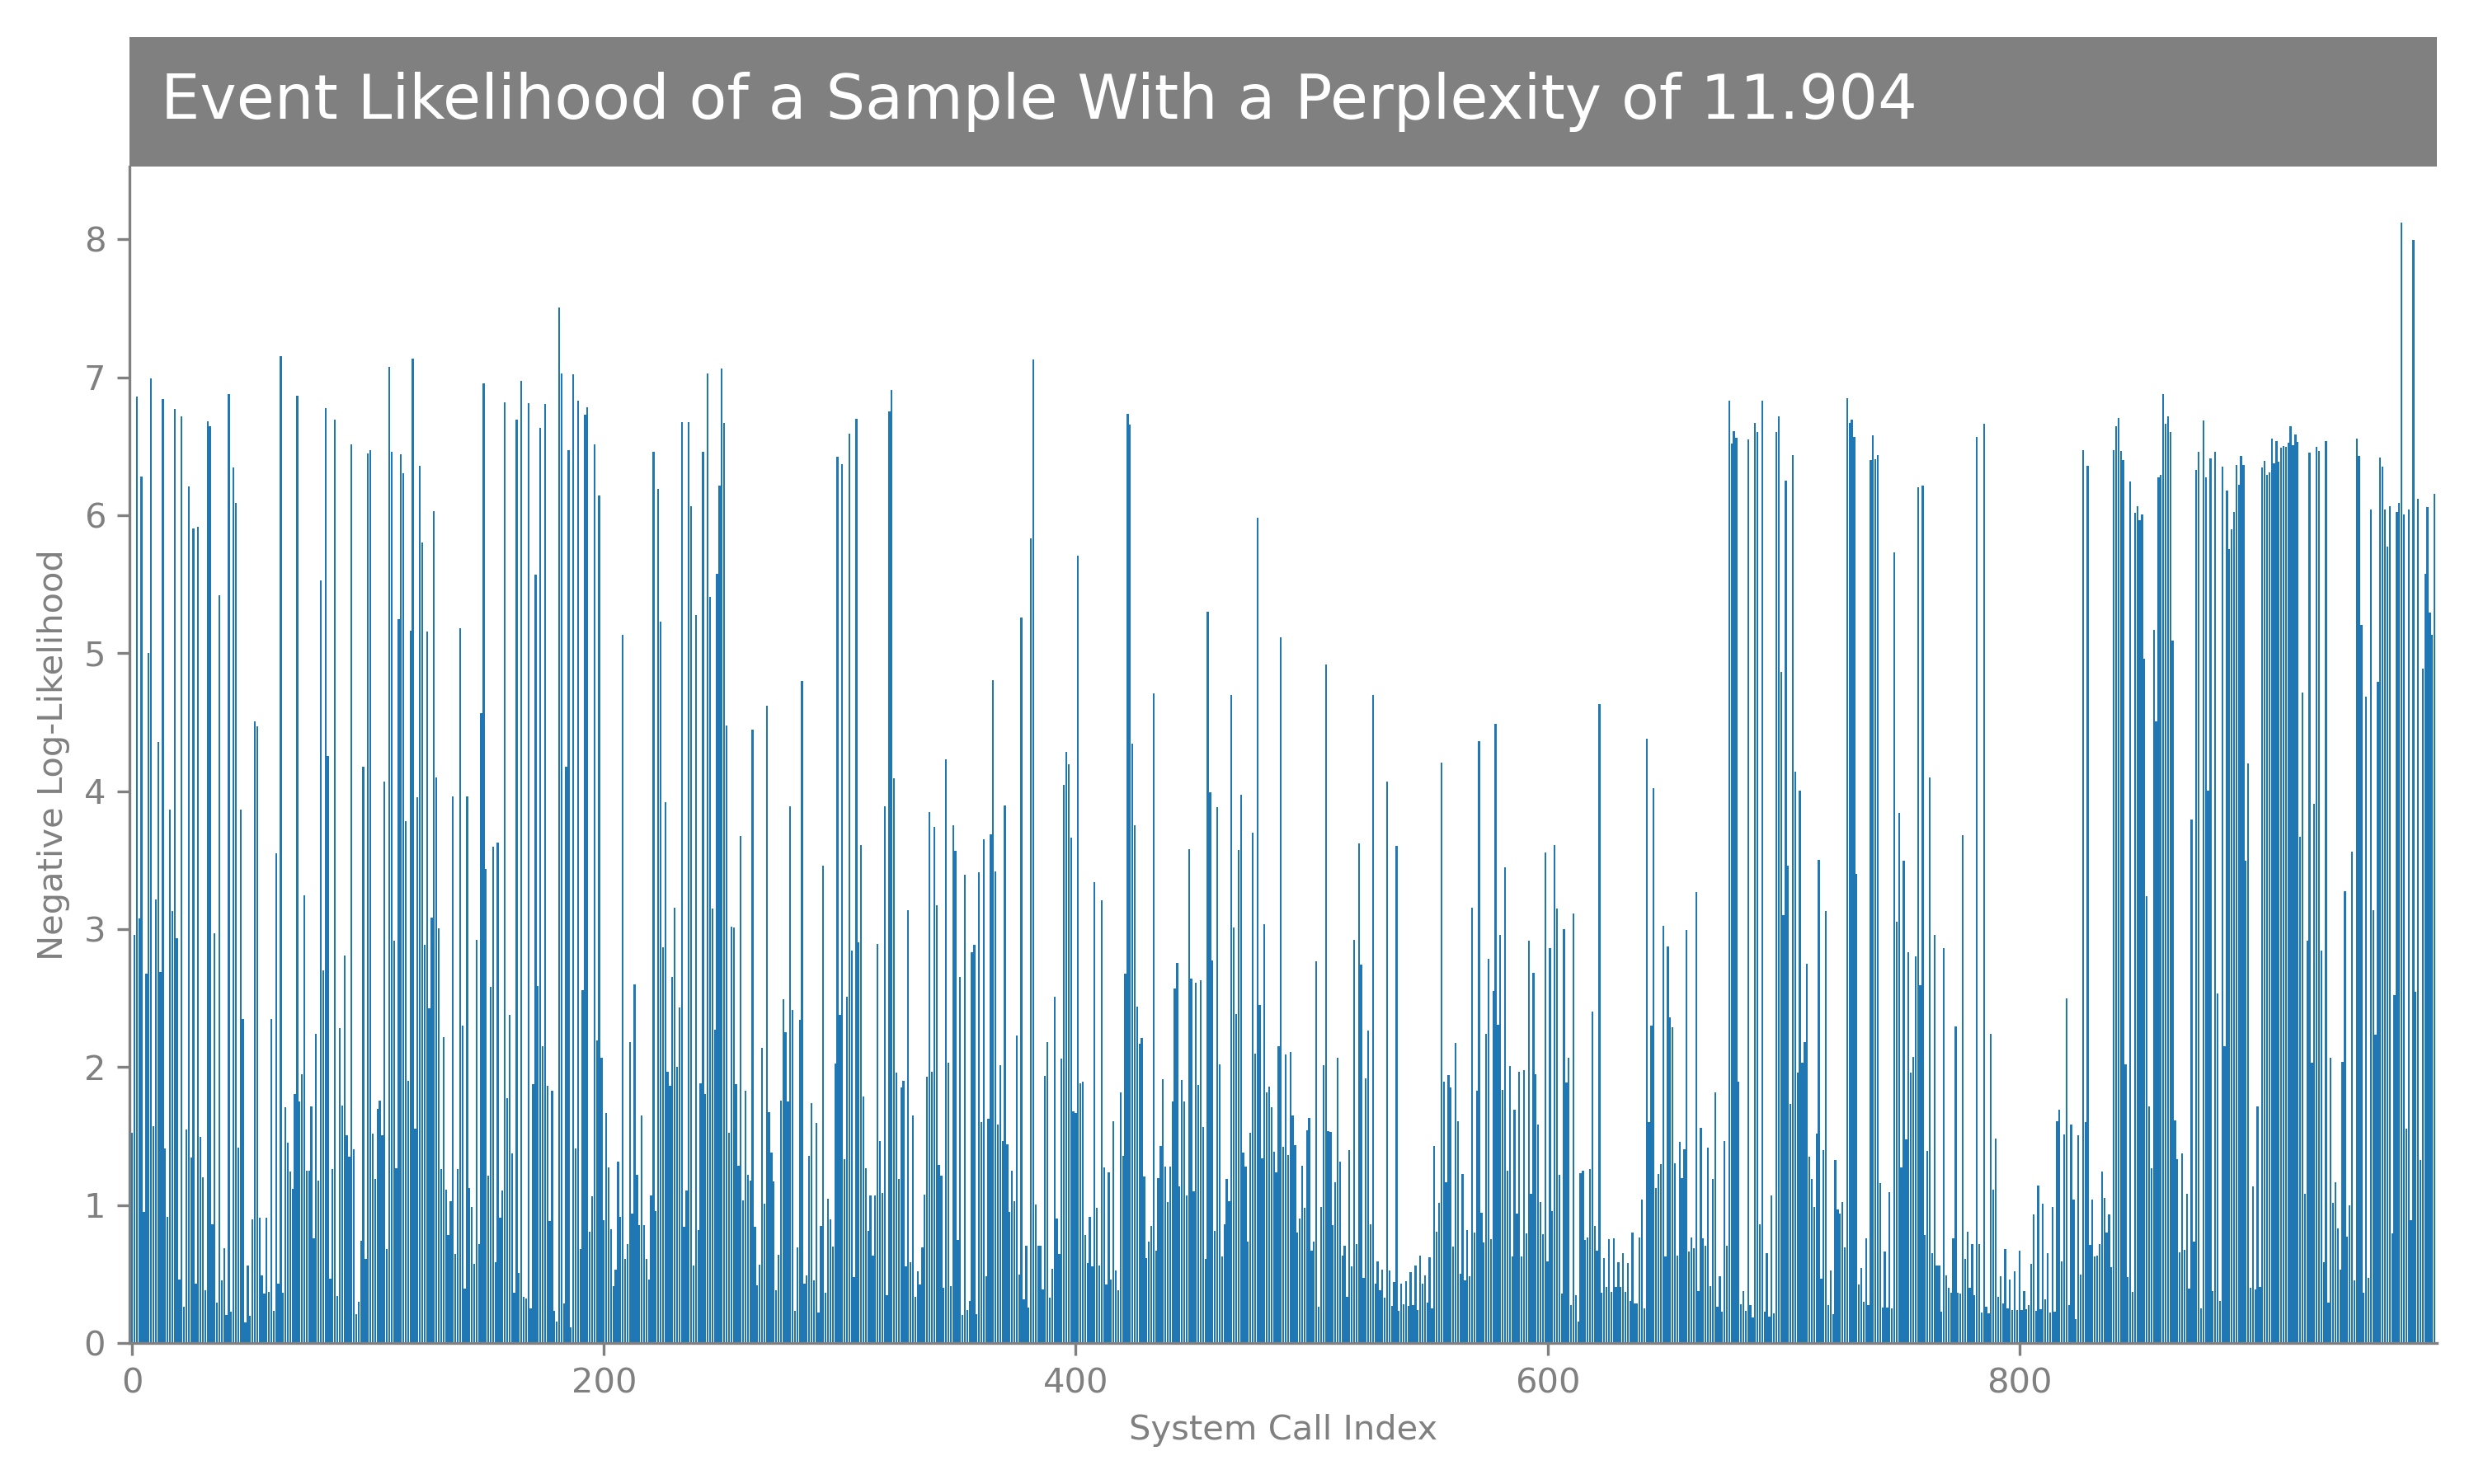 Event Likelihood of a Sample With a Perplexity of 11.904
8
7
6
5
4
3
2
1
0
Negative Log-Likelihood
0 200 400 600 800
System Call Index